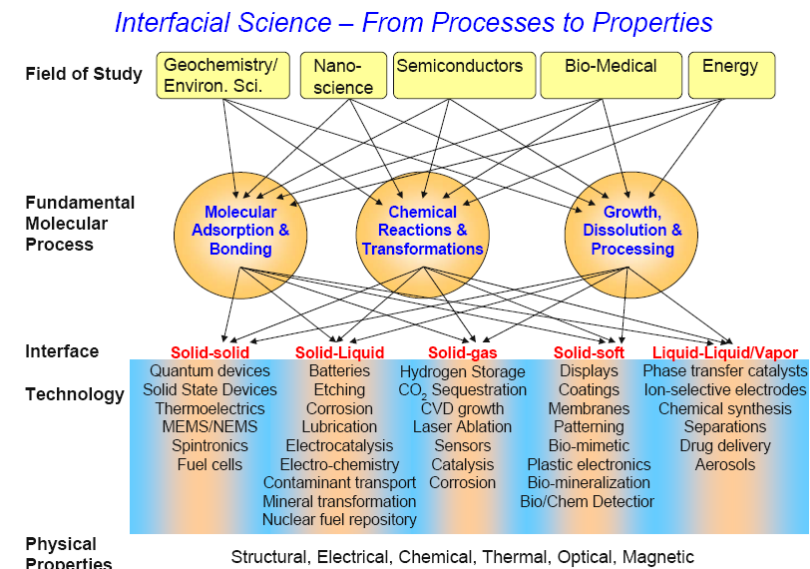 Interfacial Science – From Processes to Properties
Field of Study
Geochemistry/
Environ. Sci.
Nano-
science
Semiconductors
Bio-Medical
Energy
Fundamental
Molecular
Process
Molecular
Adsorption &
Bonding
Chemical
Reactions &
Transformations
Growth,
Dissolution &
Processing
Interface
Solid-solid
Solid-Liquid
Solid-gas
Solid-soft
Liquid-Liquid/Vapor
Technology
Quantum devices
Solid State Devices
Thermoelectrics
MEMS/NEMS
Spintronics
Fuel cells
Batteries
Etching
Corrosion
Lubrication
Electrocatalysis
Electro-chemistry
Contaminant transport
Mineral transformation
Nuclear fuel repository
Hydrogen Storage
CO₂ Sequestration
CVD growth
Laser Ablation
Sensors
Catalysis
Corrosion
Displays
Coatings
Membranes
Patterning
Bio-mimetic
Plastic electronics
Bio-mineralization
Bio/Chem Detectior
Phase transfer catalysts
Ion-selective electrodes
Chemical synthesis
Separations
Drug delivery
Aerosols
Physical
Properties
Structural, Electrical, Chemical, Thermal, Optical, Magnetic